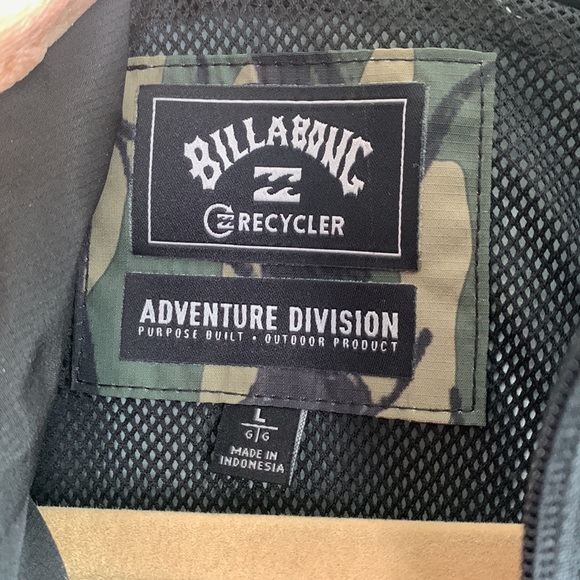 BILLABONG
RECYCLER
ADVENTURE DIVISION
PURPOSE BUILT • OUTDOOR PRODUCT
L
G G
MADE IN
INDONESIA